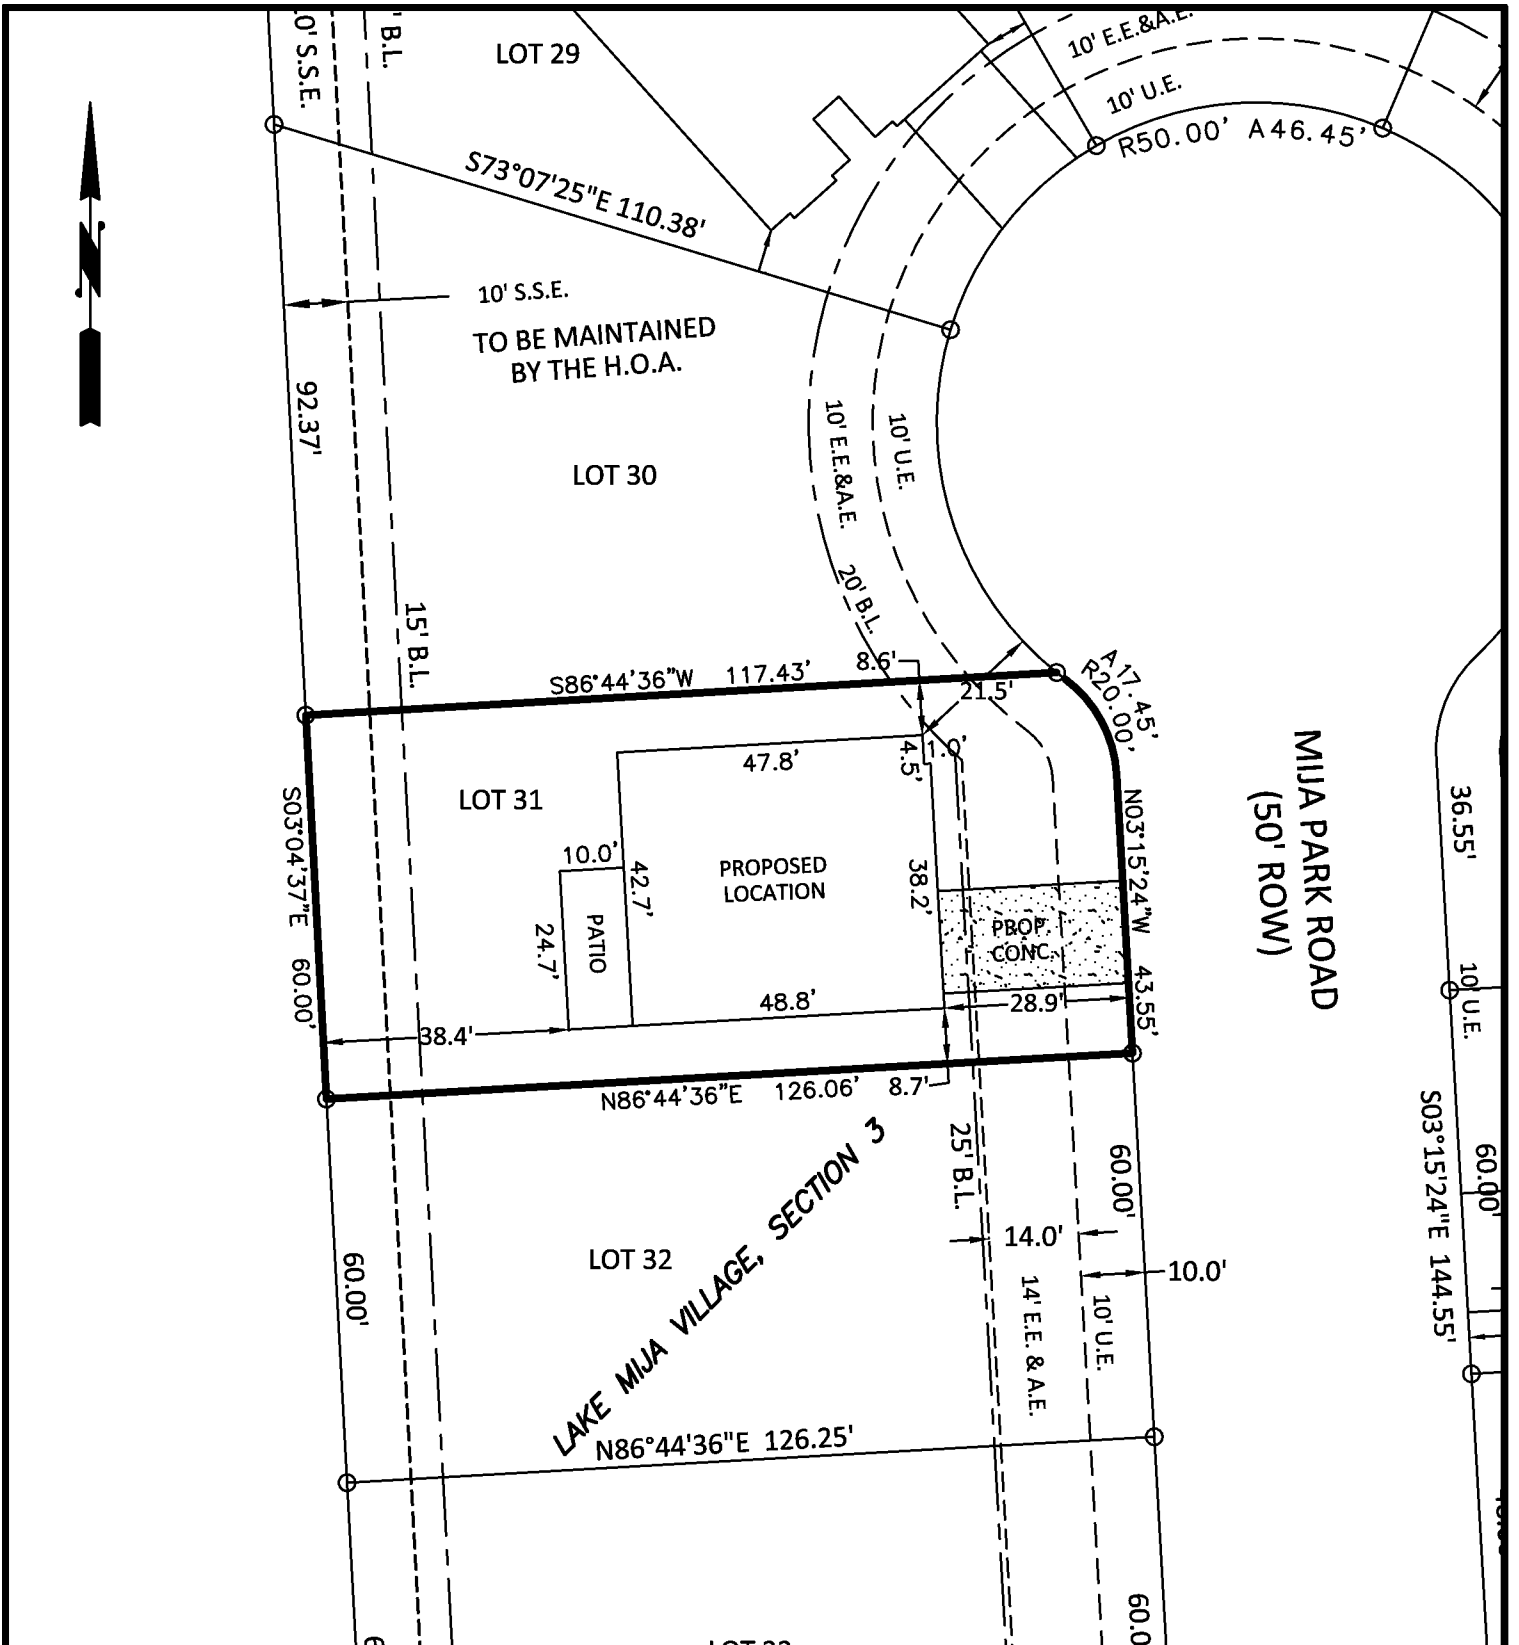 LOT 29
' B.L.
0' S.S.E.
10' E.E.&A.E.
10' U.E.
R50.00' A46.45'
S73°07'25"E 110.38'
10' S.S.E.
TO BE MAINTAINED
BY THE H.O.A.
92.37'
10' E.E.&A.E.
10' U.E.
LOT 30
20' B.L.
15' B.L.
S86°44'36"W 117.43'
8.6'
21.5'
A17.45'
R20.00'
MIJA PARK ROAD
(50' ROW)
47.8'
4.5'
1.0'
LOT 31
S03°04'37"E 60.00'
10.0'
42.7'
PROPOSED
LOCATION
38.2'
N03°15'24"W 43.55'
36.55'
PATIO
24.7'
PROP.
CONC.
10' U.E.
48.8'
28.9'
38.4'
N86°44'36"E 126.06'
8.7'
LAKE MIJA VILLAGE, SECTION 3
25' B.L.
60.00'
S03°15'24"E 144.55'
60.00'
14.0'
10.0'
LOT 32
60.00'
14' E.E. & A.E.
10' U.E.
N86°44'36"E 126.25'
60.0